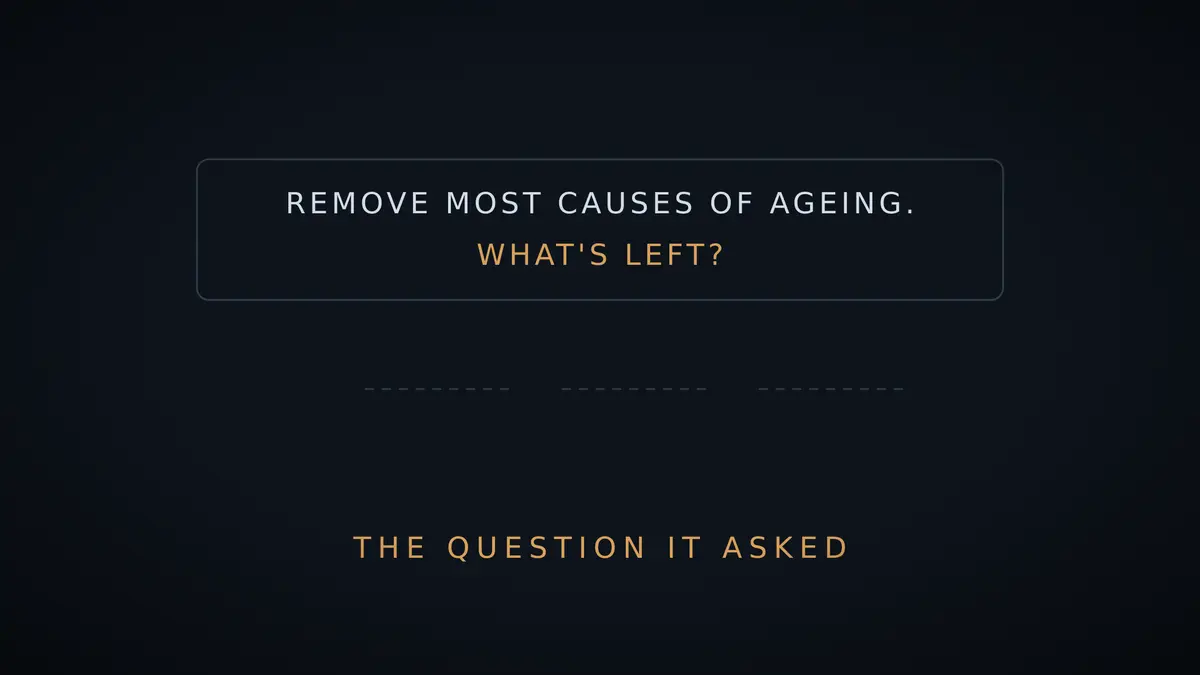 REMOVE MOST CAUSES OF AGEING.
WHAT'S LEFT?
THE QUESTION IT ASKED